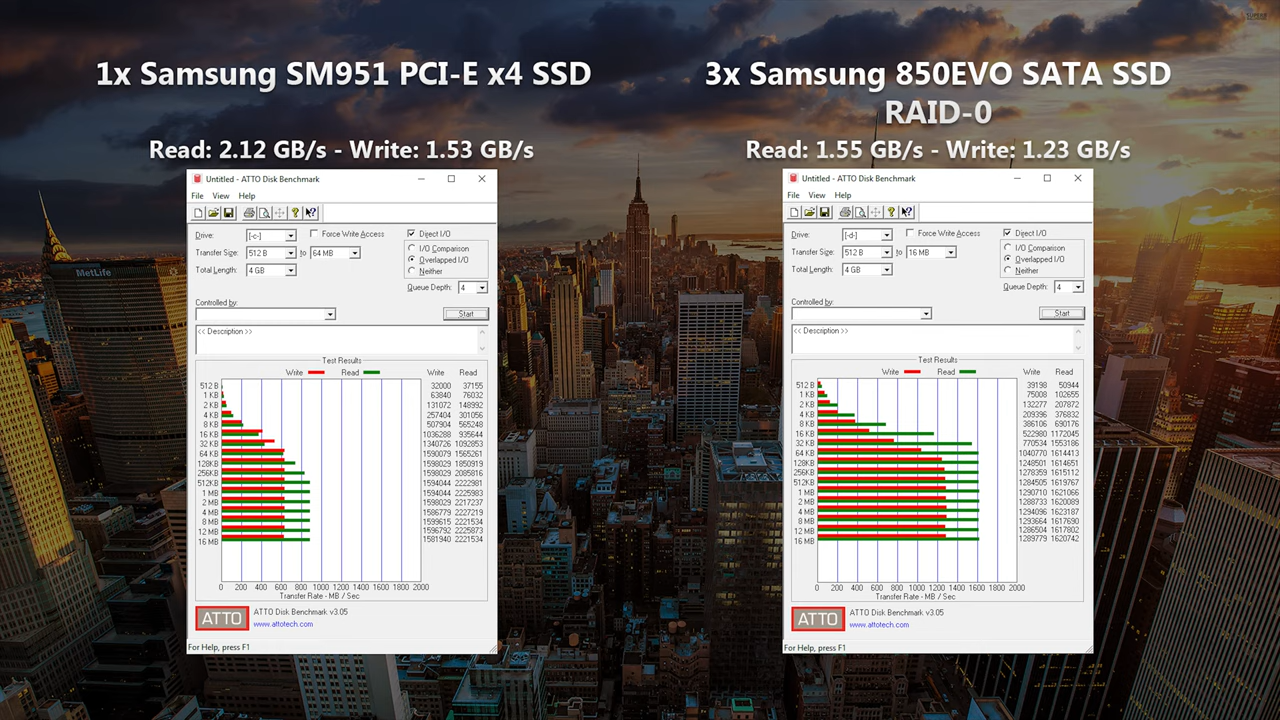 1x Samsung SM951 PCI-E x4 SSD
Read: 2.12 GB/s - Write: 1.53 GB/s
Untitled - ATTO Disk Benchmark
File View Help
Drive: [-c-] Force Write Access Direct I/O
Transfer Size: 512 B to 64 MB I/O Comparison
Overlapped I/O
Total Length: 4 GB Neither
Queue Depth: 4
Controlled by:
Start
<< Description >>
Test Results
Write Read Write Read
512 B 32000 37155
1 KB 63840 76032
2 KB 131072 148992
4 KB 257404 301056
8 KB 507904 565248
16 KB 1036288 935644
32 KB 1340726 1092853
64 KB 1590079 1565261
128KB 1598029 1850919
256KB 1598029 2085816
512KB 1594044 2222981
1 MB 1594044 2225983
2 MB 1598029 2217237
4 MB 1586779 2227219
8 MB 1599615 2221534
12 MB 1596792 2225873
16 MB 1581940 2221534
0 200 400 600 800 1000 1200 1400 1600 1800 2000
Transfer Rate - MB / Sec
ATTO ATTO Disk Benchmark v3.05
www.attotech.com
For Help, press F1
3x Samsung 850EVO SATA SSD
RAID-0
Read: 1.55 GB/s - Write: 1.23 GB/s
Untitled - ATTO Disk Benchmark
File View Help
Drive: [-d-] Force Write Access Direct I/O
Transfer Size: 512 B to 16 MB I/O Comparison
Overlapped I/O
Total Length: 4 GB Neither
Queue Depth: 4
Controlled by:
Start
<< Description >>
Test Results
Write Read Write Read
512 B 39198 50944
1 KB 75008 102655
2 KB 132277 207872
4 KB 209396 376832
8 KB 386106 690176
16 KB 522980 1172045
32 KB 770534 1553186
64 KB 1040770 1614413
128KB 1248501 1614651
256KB 1278359 1615112
512KB 1284505 1619767
1 MB 1290710 1621066
2 MB 1288733 1620089
4 MB 1294096 1623187
8 MB 1293664 1617690
12 MB 1286504 1617802
16 MB 1289779 1620742
0 200 400 600 800 1000 1200 1400 1600 1800 2000
Transfer Rate - MB / Sec
ATTO ATTO Disk Benchmark v3.05
www.attotech.com
For Help, press F1
MetLife